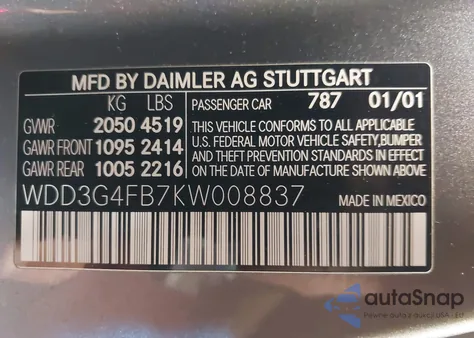 MFD BY DAIMLER AG STUTTGART
KG LBS PASSENGER CAR 787 01/01
GVWR 2050 4519 THIS VEHICLE CONFORMS TO ALL APPLICABLE
GAWR FRONT 1095 2414 U.S. FEDERAL MOTOR VEHICLE SAFETY,BUMPER
AND THEFT PREVENTION STANDARDS IN EFFECT
GAWR REAR 1005 2216 ON THE DATE OF MANUFACTURE SHOWN ABOVE.
WDD3G4FB7KW008837 MADE IN MEXICO
autoSnap